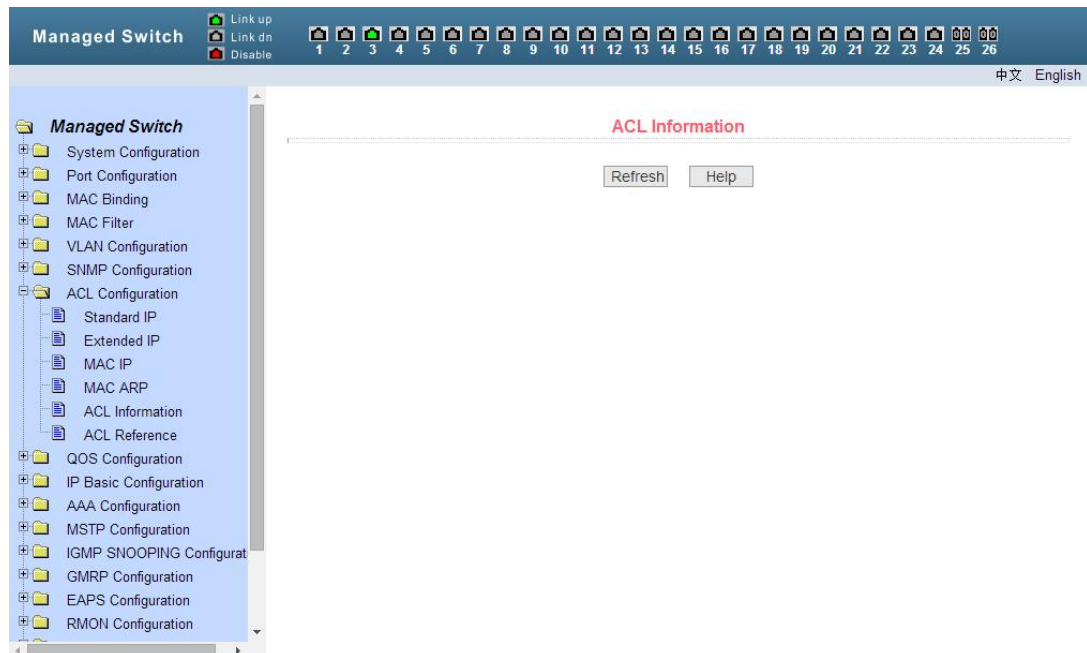 Managed Switch
Link up
Link dn
Disable
1 2 3 4 5 6 7 8 9 10 11 12 13 14 15 16 17 18 19 20 21 22 23 24 25 26
中文 English
Managed Switch
System Configuration
Port Configuration
MAC Binding
MAC Filter
VLAN Configuration
SNMP Configuration
ACL Configuration
Standard IP
Extended IP
MAC IP
MAC ARP
ACL Information
ACL Reference
QOS Configuration
IP Basic Configuration
AAA Configuration
MSTP Configuration
IGMP SNOOPING Configurat
GMRP Configuration
EAPS Configuration
RMON Configuration
ACL Information
Refresh Help